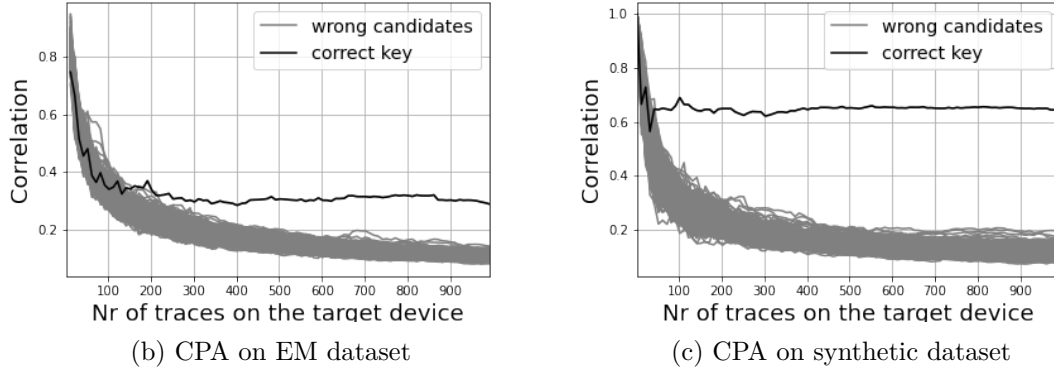 wrong candidates
correct key
Correlation
0.8
0.6
0.4
0.2
100 200 300 400 500 600 700 800 900
Nr of traces on the target device
(b) CPA on EM dataset
wrong candidates
correct key
Correlation
1.0
0.8
0.6
0.4
0.2
100 200 300 400 500 600 700 800 900
Nr of traces on the target device
(c) CPA on synthetic dataset